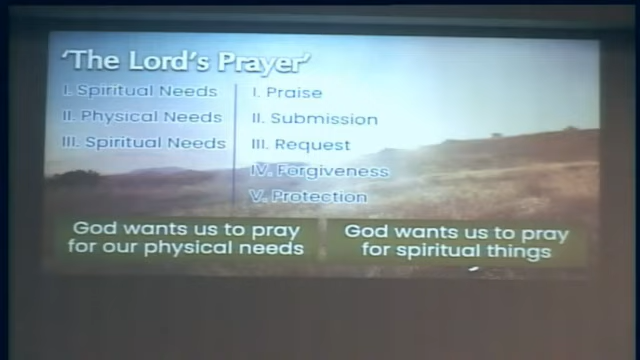 'The Lord's Prayer'
I. Spiritual Needs
II. Physical Needs
III. Spiritual Needs
I. Praise
II. Submission
III. Request
IV. Forgiveness
V. Protection
God wants us to pray
for our physical needs
God wants us to pray
for spiritual things